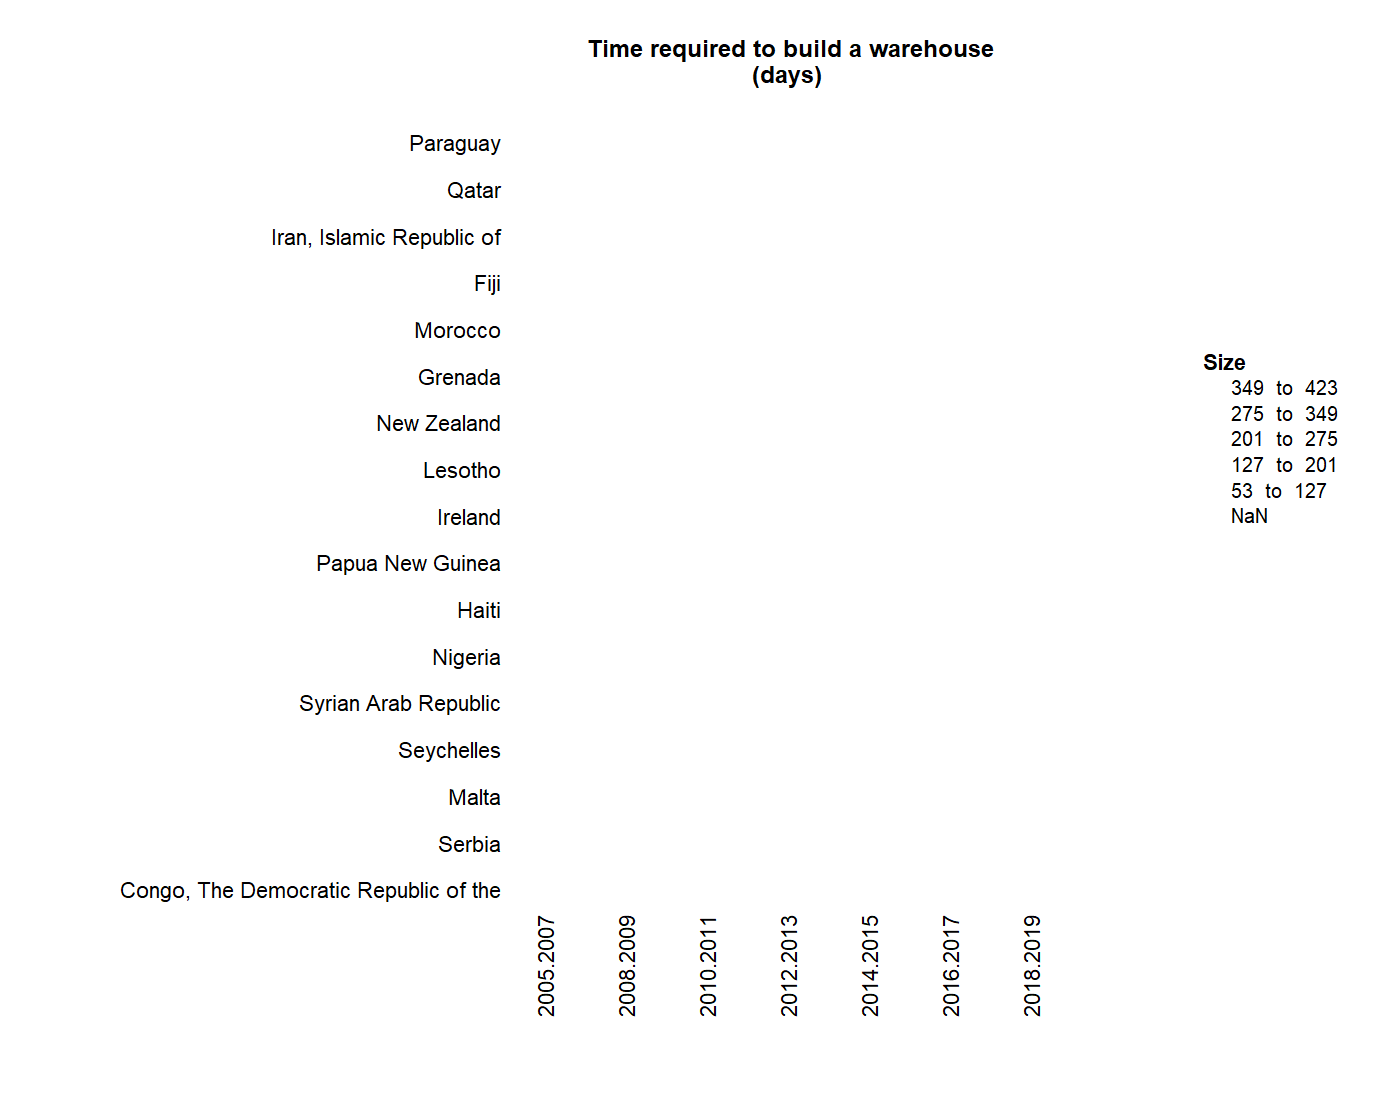 Time required to build a warehouse
(days)
Paraguay
Qatar
Iran, Islamic Republic of
Fiji
Morocco
Grenada
New Zealand
Lesotho
Ireland
Papua New Guinea
Haiti
Nigeria
Syrian Arab Republic
Seychelles
Malta
Serbia
Congo, The Democratic Republic of the
2005.2007
2008.2009
2010.2011
2012.2013
2014.2015
2016.2017
2018.2019
Size
349 to 423
275 to 349
201 to 275
127 to 201
53 to 127
NaN